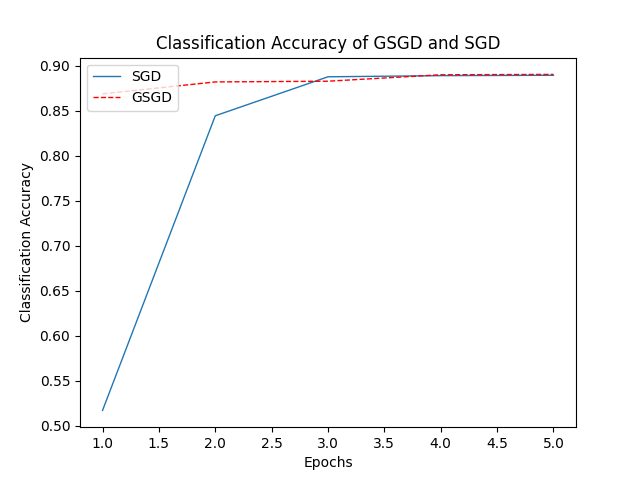 Classification Accuracy of GSGD and SGD
SGD
GSGD
0.90
0.85
0.80
0.75
0.70
0.65
0.60
0.55
0.50
Classification Accuracy
1.0 1.5 2.0 2.5 3.0 3.5 4.0 4.5 5.0
Epochs